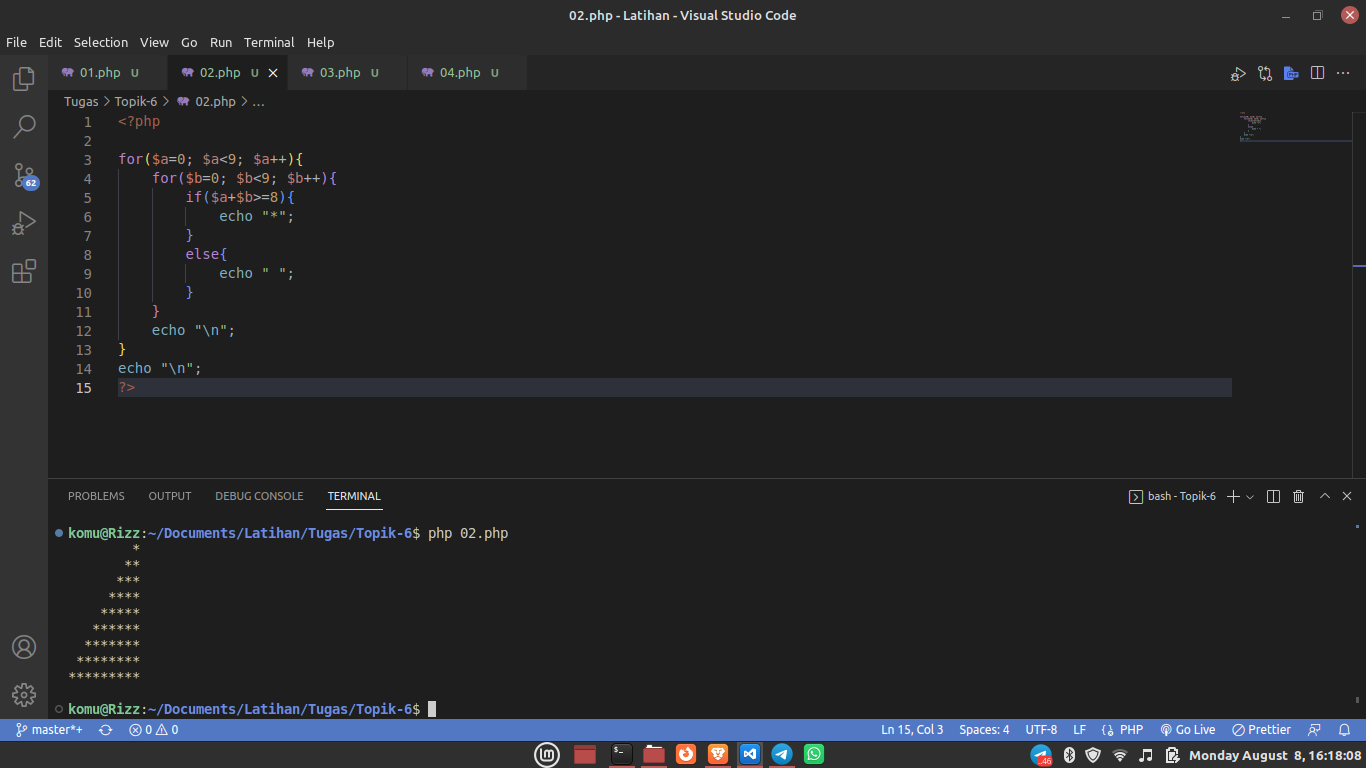 02.php - Latihan - Visual Studio Code
File Edit Selection View Go Run Terminal Help
01.php U 02.php U 03.php U 04.php U
Tugas > Topik-6 > 02.php > ...
1 <?php
2
3 for($a=0; $a<9; $a++){
4     for($b=0; $b<9; $b++){
5         if($a+$b>=8){
6             echo "*";
7         }
8         else{
9             echo " ";
10         }
11     }
12     echo "\n";
13 }
14 echo "\n";
15 ?>
62
PROBLEMS OUTPUT DEBUG CONSOLE TERMINAL bash - Topik-6
komu@Rizz:~/Documents/Latihan/Tugas/Topik-6$ php 02.php
        *
       **
      ***
     ****
    *****
   ******
  *******
 ********
*********
komu@Rizz:~/Documents/Latihan/Tugas/Topik-6$
master*+ 0 0 Ln 15, Col 3 Spaces: 4 UTF-8 LF PHP Go Live Prettier
Monday August  8, 16:18:08